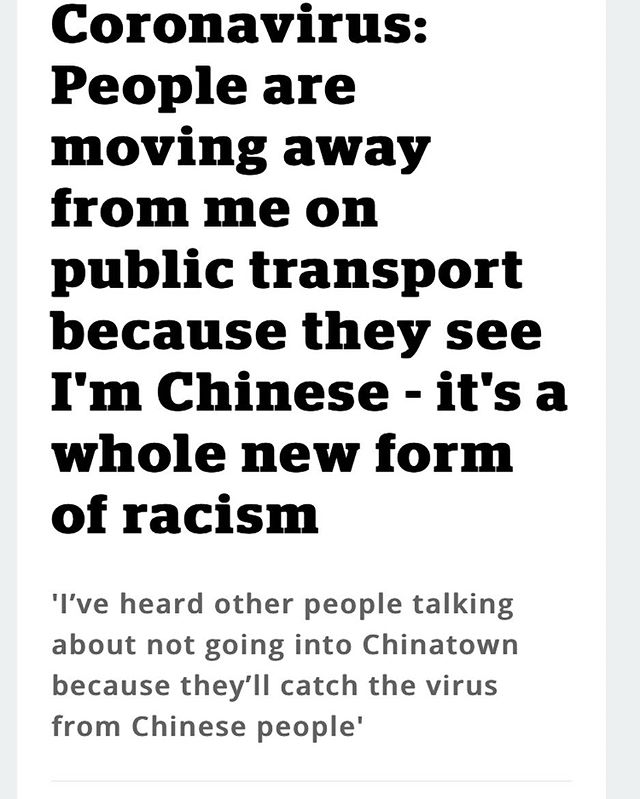 Coronavirus:
People are
moving away
from me on
public transport
because they see
I'm Chinese - it's a
whole new form
of racism
'I’ve heard other people talking
about not going into Chinatown
because they’ll catch the virus
from Chinese people'